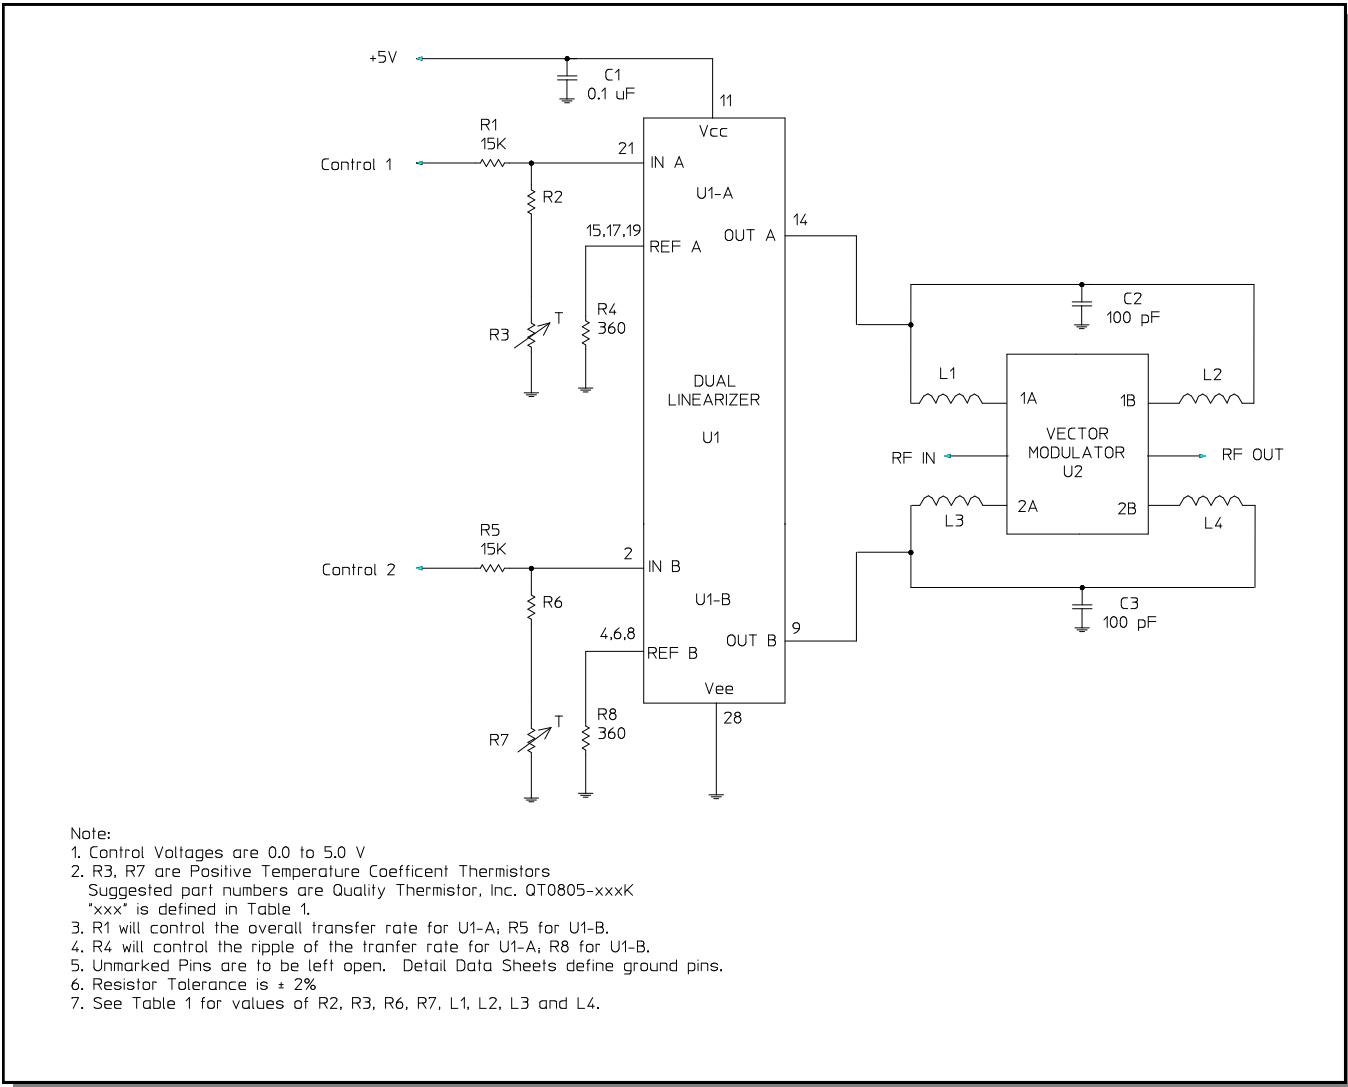 +5V
C1
0.1 uF
11
Vcc
R1
15K
Control 1
21
IN A
U1-A
R2
15,17,19
REF A
OUT A
14
R3
T
R4
360
C2
100 pF
DUAL
LINEARIZER
U1
L1
L2
1A
1B
VECTOR
MODULATOR
U2
RF IN
RF OUT
2A
2B
L3
L4
R5
15K
Control 2
2
IN B
U1-B
R6
4,6,8
REF B
OUT B
9
C3
100 pF
Vee
28
R7
T
R8
360
Note:
1. Control Voltages are 0.0 to 5.0 V
2. R3, R7 are Positive Temperature Coefficent Thermistors
Suggested part numbers are Quality Thermistor, Inc. QT0805-xxxK
"xxx" is defined in Table 1.
3. R1 will control the overall transfer rate for U1-A; R5 for U1-B.
4. R4 will control the ripple of the tranfer rate for U1-A; R8 for U1-B.
5. Unmarked Pins are to be left open. Detail Data Sheets define ground pins.
6. Resistor Tolerance is ± 2%
7. See Table 1 for values of R2, R3, R6, R7, L1, L2, L3 and L4.